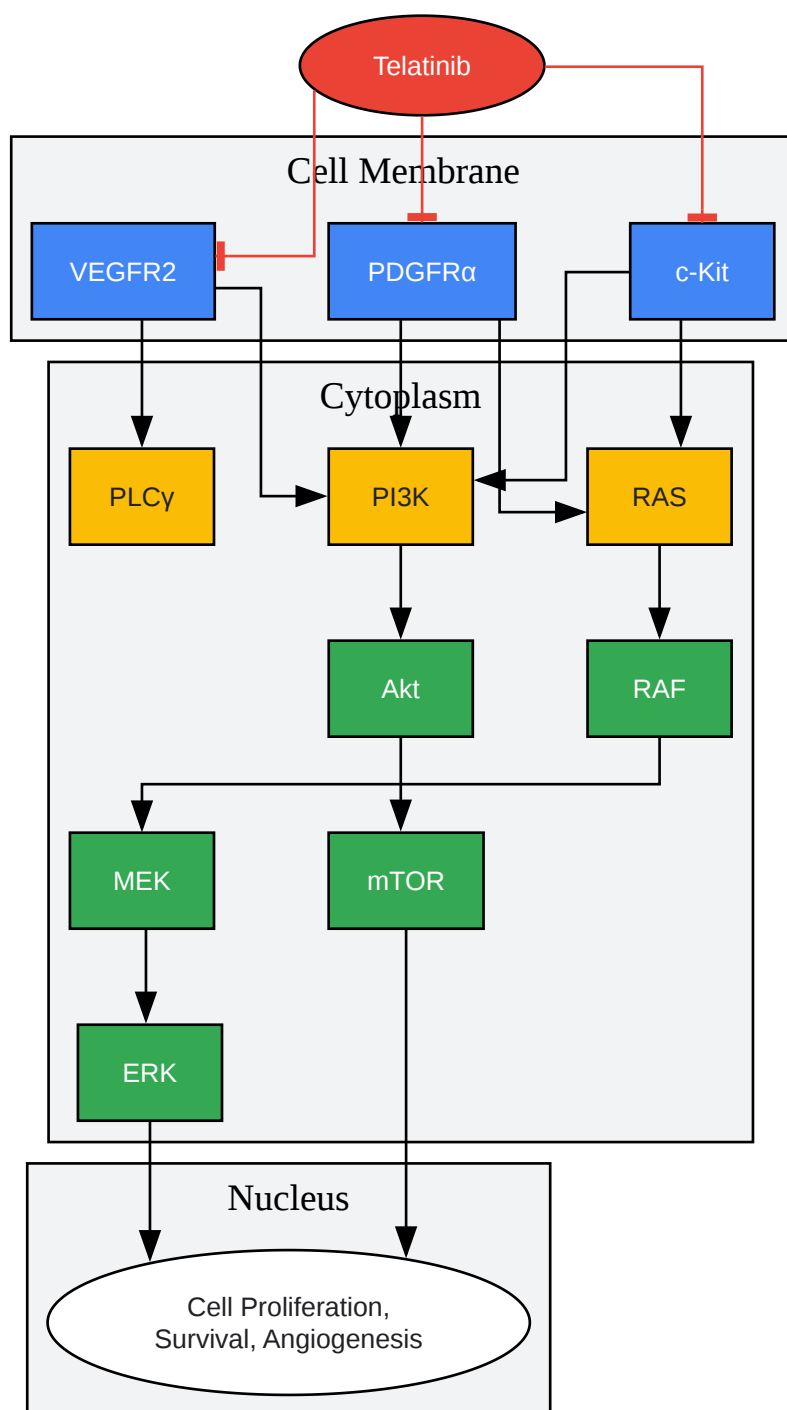 Telatinib
Cell Membrane
VEGFR2
PDGFRα
c-Kit
Cytoplasm
PLCγ
PI3K
RAS
Akt
RAF
MEK
mTOR
ERK
Nucleus
Cell Proliferation,
Survival, Angiogenesis